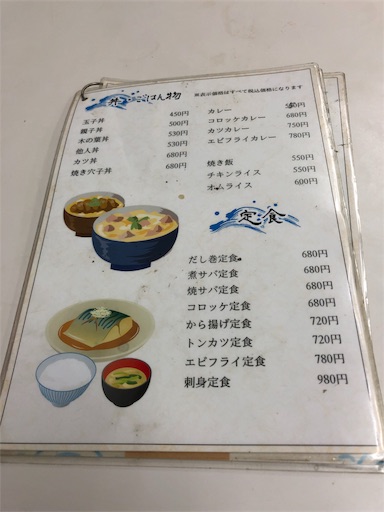 丼・ごはん物
※表示価格はすべて税込価格になります
玉子丼 450円
親子丼 500円
木の葉丼 530円
他人丼 530円
カツ丼 680円
焼き穴子丼 680円
カレー 550円
コロッケカレー 680円
カツカレー 750円
エビフライカレー 780円
焼き飯 550円
チキンライス 550円
オムライス 600円
定食
だし巻定食 680円
煮サバ定食 680円
焼サバ定食 680円
コロッケ定食 680円
から揚げ定食 720円
トンカツ定食 720円
エビフライ定食 780円
刺身定食 980円